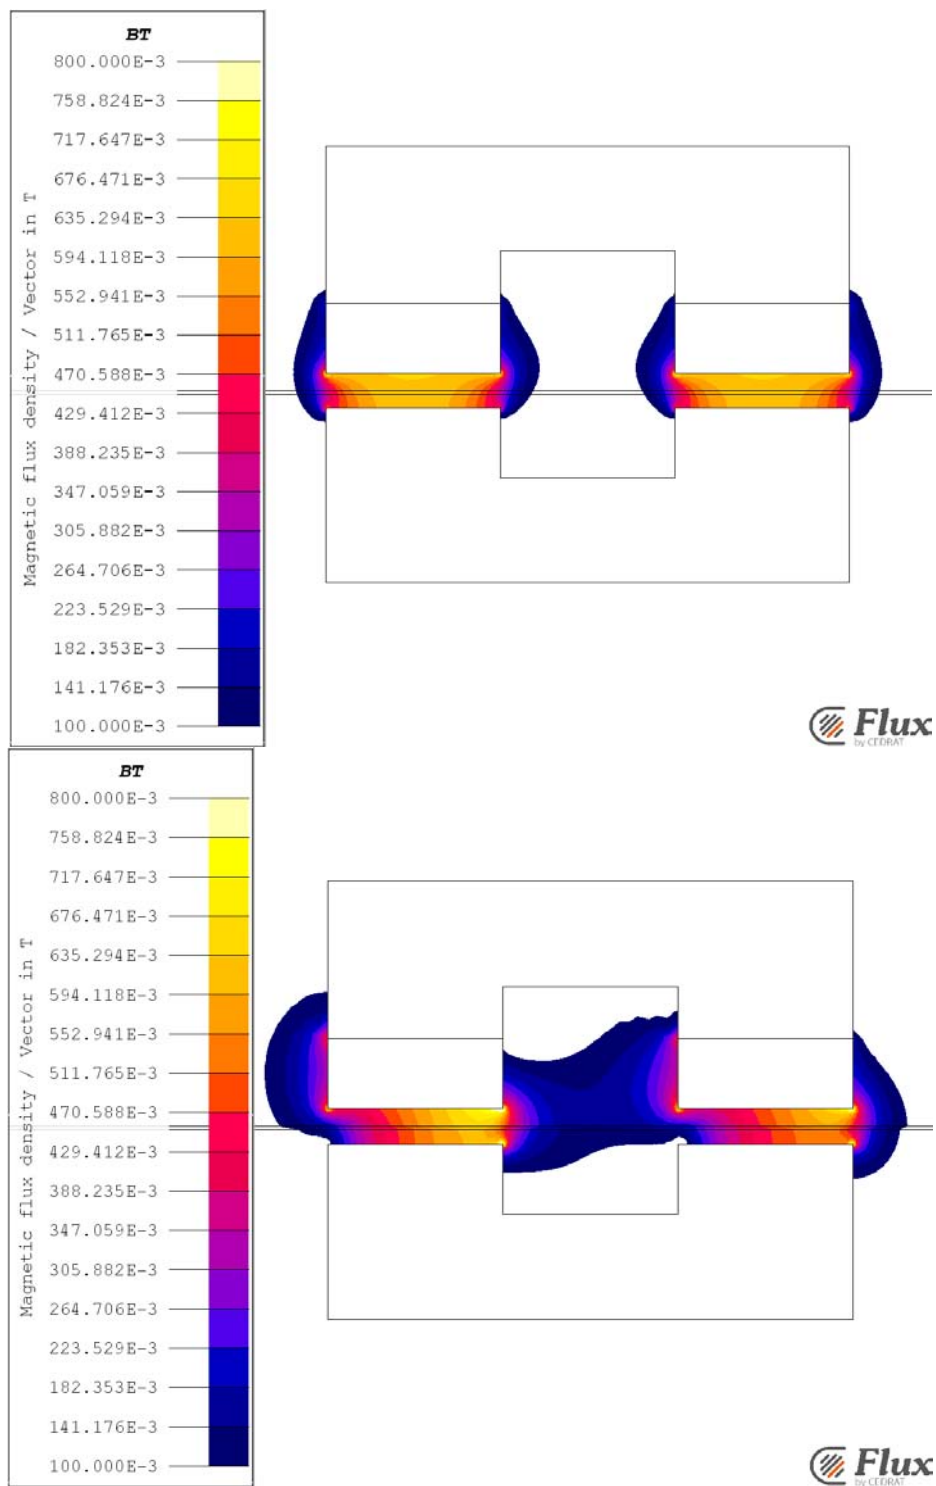 BT
800.000E-3
758.824E-3
717.647E-3
676.471E-3
635.294E-3
594.118E-3
552.941E-3
511.765E-3
470.588E-3
429.412E-3
388.235E-3
347.059E-3
305.882E-3
264.706E-3
223.529E-3
182.353E-3
141.176E-3
100.000E-3
Magnetic flux density / Vector in T
Flux
by CEDRAT
BT
800.000E-3
758.824E-3
717.647E-3
676.471E-3
635.294E-3
594.118E-3
552.941E-3
511.765E-3
470.588E-3
429.412E-3
388.235E-3
347.059E-3
305.882E-3
264.706E-3
223.529E-3
182.353E-3
141.176E-3
100.000E-3
Magnetic flux density / Vector in T
Flux
by CEDRAT